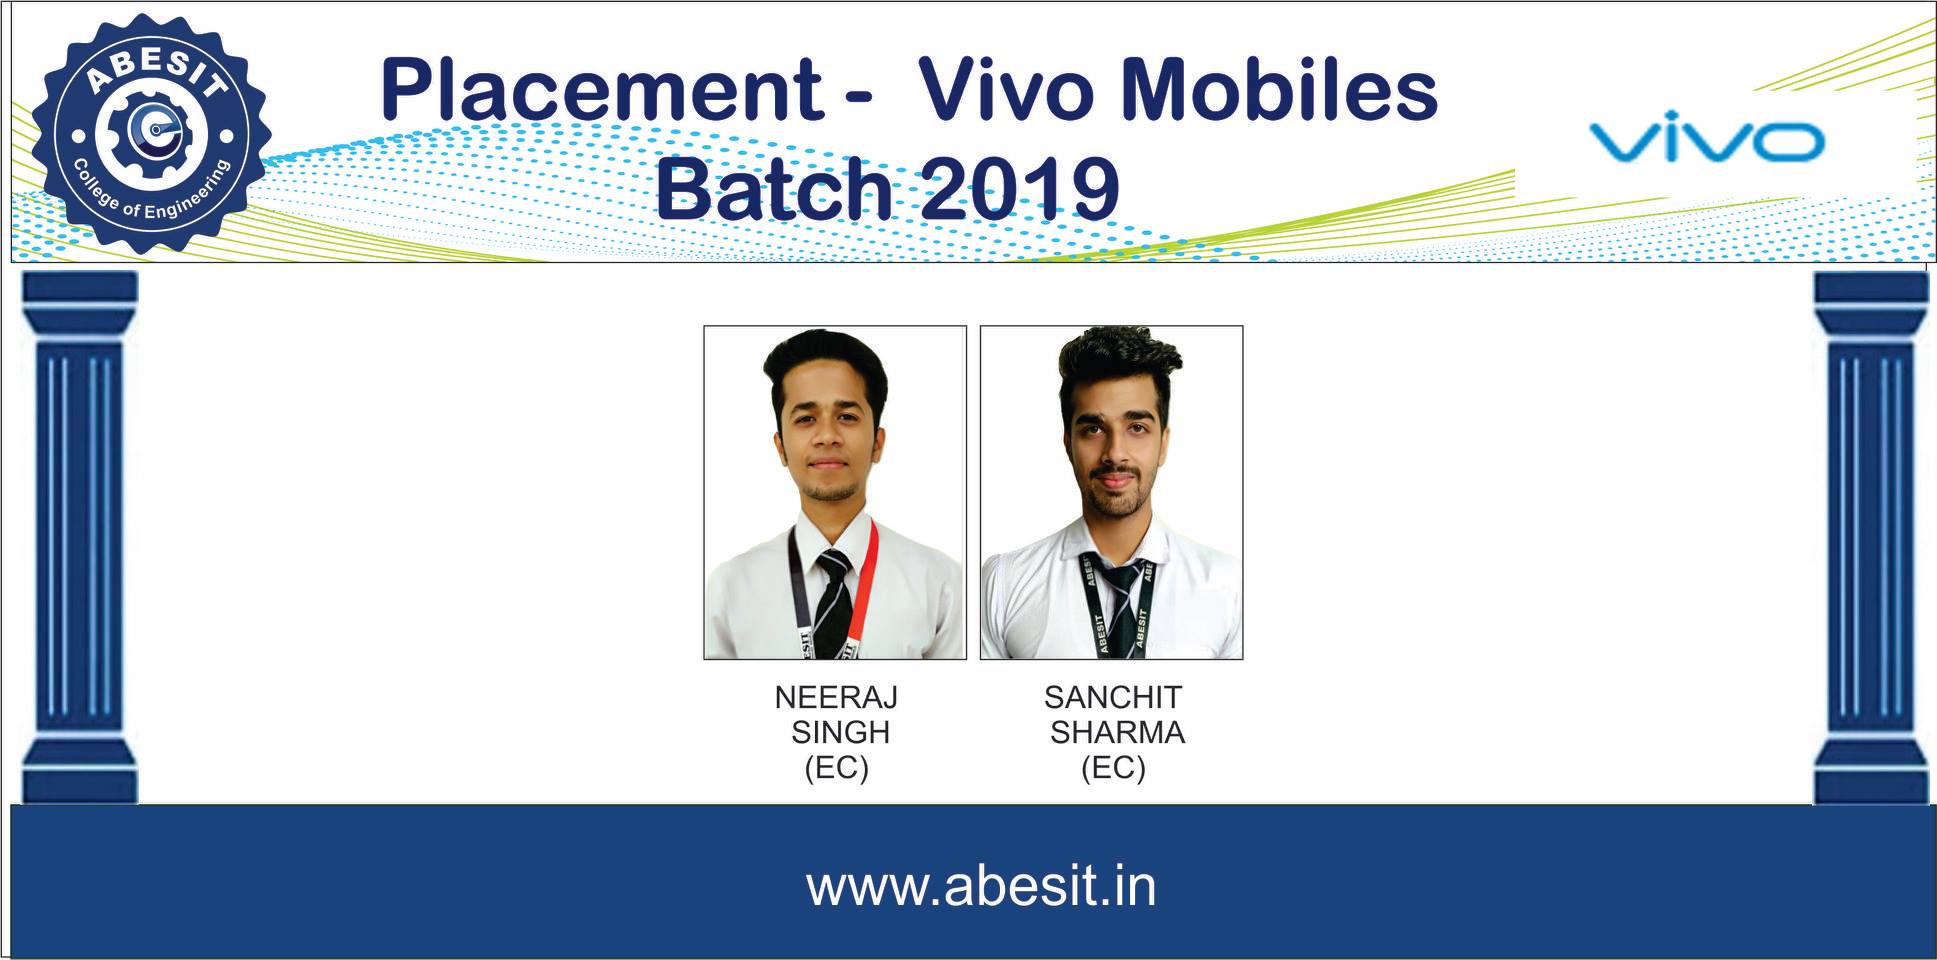 ABESIT
College of Engineering
Placement - Vivo Mobiles
Batch 2019
vivo
ABESIT
ABESIT
NEERAJ
SINGH
(EC)
SANCHIT
SHARMA
(EC)
www.abesit.in